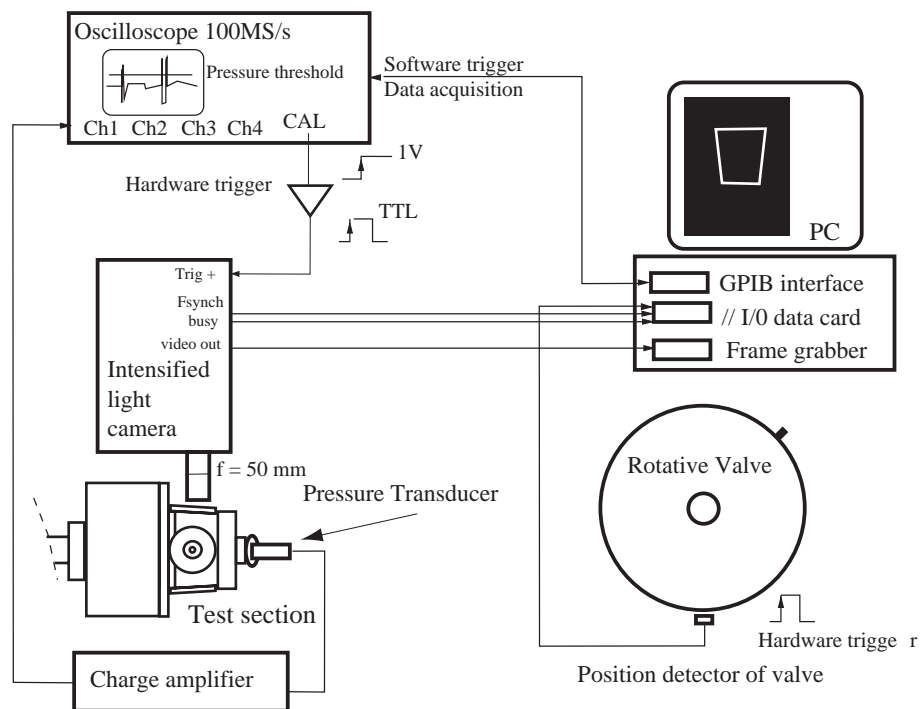 Oscilloscope 100MS/s
Pressure threshold
Ch1 Ch2 Ch3 Ch4 CAL
Software trigger
Data acquisition
1V
Hardware trigger
TTL
PC
Trig +
Fsynch
busy
video out
Intensified
light
camera
GPIB interface
// I/0 data card
Frame grabber
f = 50 mm
Pressure Transducer
Rotative Valve
Test section
Hardware trigge r
Charge amplifier
Position detector of valve